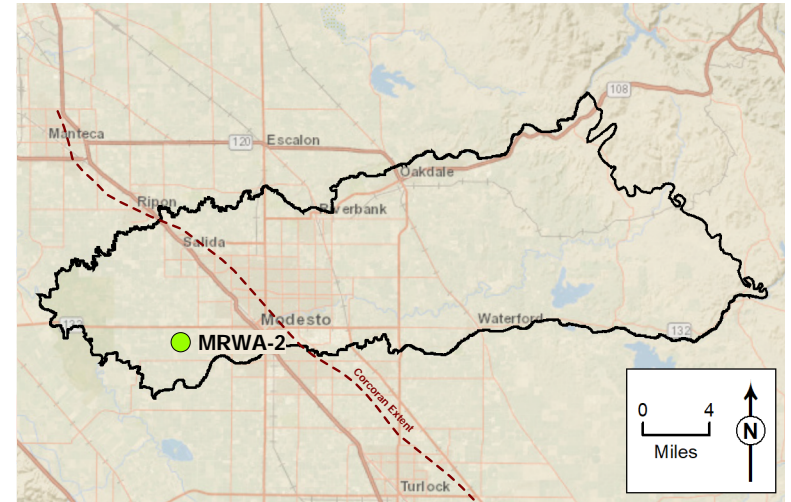 108
Manteca
120
Escalon
Oakdale
Ripon
Riverbank
Salida
132
Modesto
Waterford
132
MRWA-2
Corcoran Extent
Turlock
0 4
Miles
N